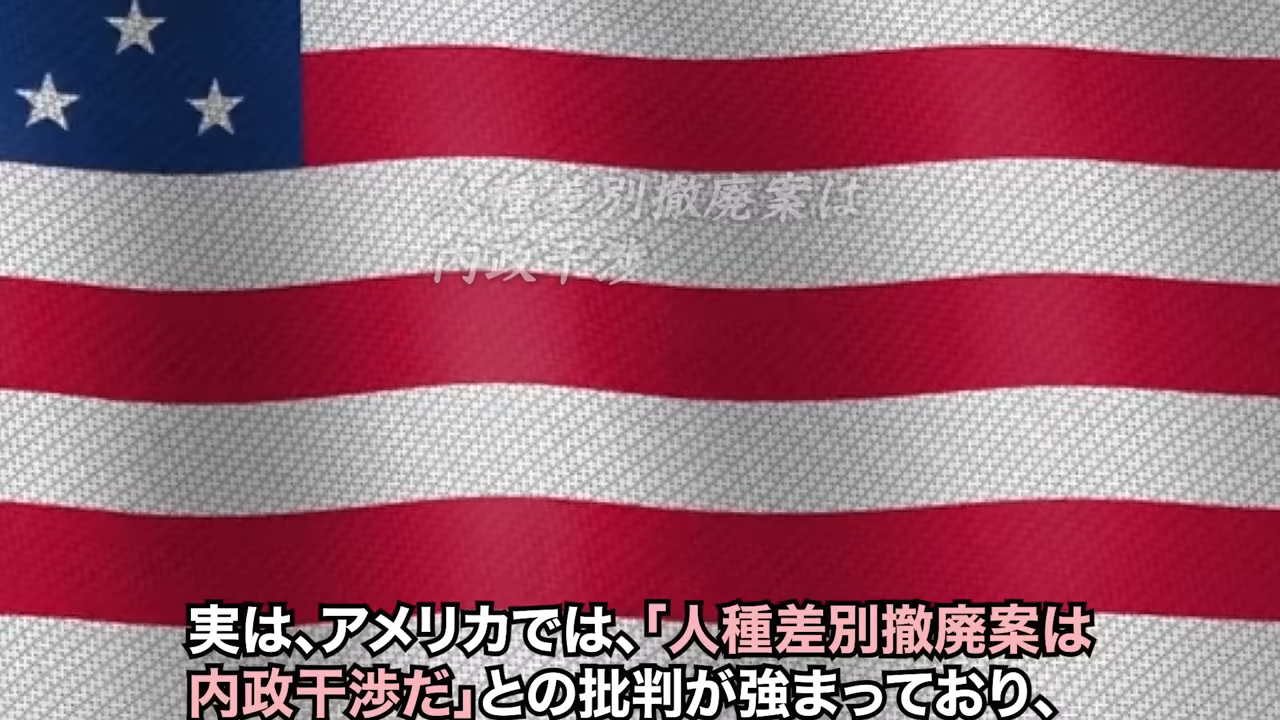 人種差別撤廃案は
内政干渉
実は、アメリカでは、「人種差別撤廃案は
内政干渉だ」との批判が強まっており、